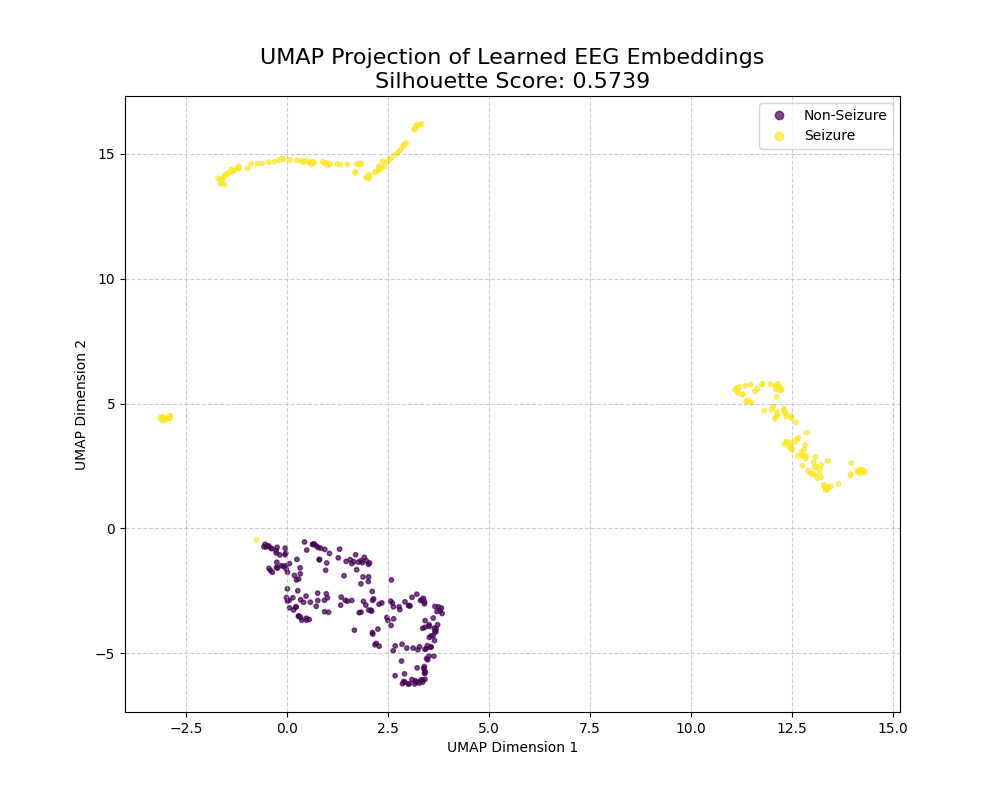 UMAP Projection of Learned EEG Embeddings
Silhouette Score: 0.5739
Non-Seizure
Seizure
15
10
5
0
−5
UMAP Dimension 2
−2.5
0.0
2.5
5.0
7.5
10.0
12.5
15.0
UMAP Dimension 1